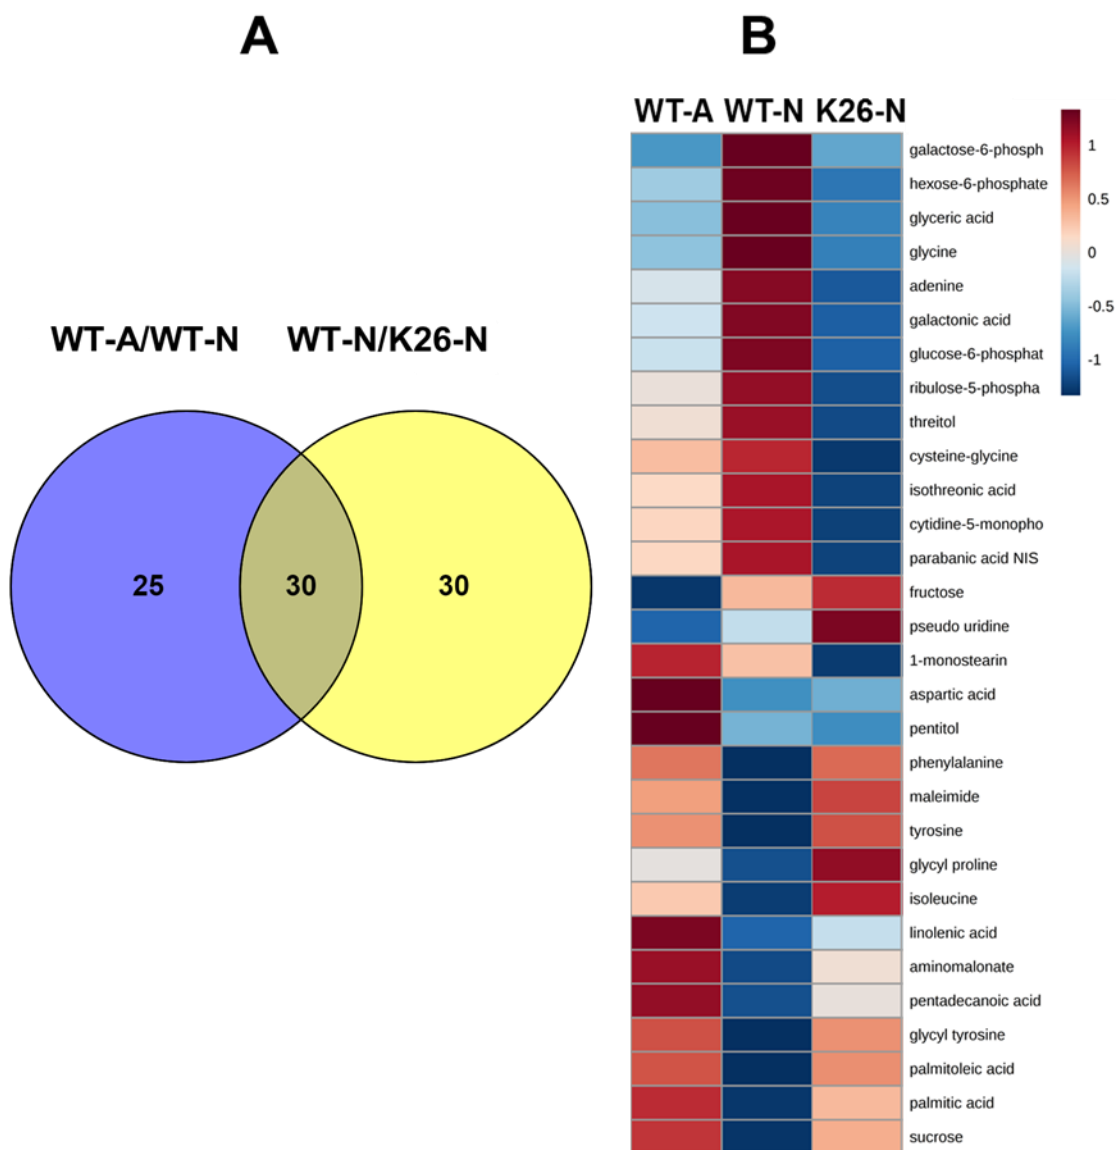 A
B
WT-A/WT-N
WT-N/K26-N
25
30
30
WT-A
WT-N
K26-N
galactose-6-phosph
hexose-6-phosphate
glyceric acid
glycine
adenine
galactonic acid
glucose-6-phosphat
ribulose-5-phospha
threitol
cysteine-glycine
isothreonic acid
cytidine-5-monopho
parabanic acid NIS
fructose
pseudo uridine
1-monostearin
aspartic acid
pentitol
phenylalanine
maleimide
tyrosine
glycyl proline
isoleucine
linolenic acid
aminomalonate
pentadecanoic acid
glycyl tyrosine
palmitoleic acid
palmitic acid
sucrose
1
0.5
0
-0.5
-1